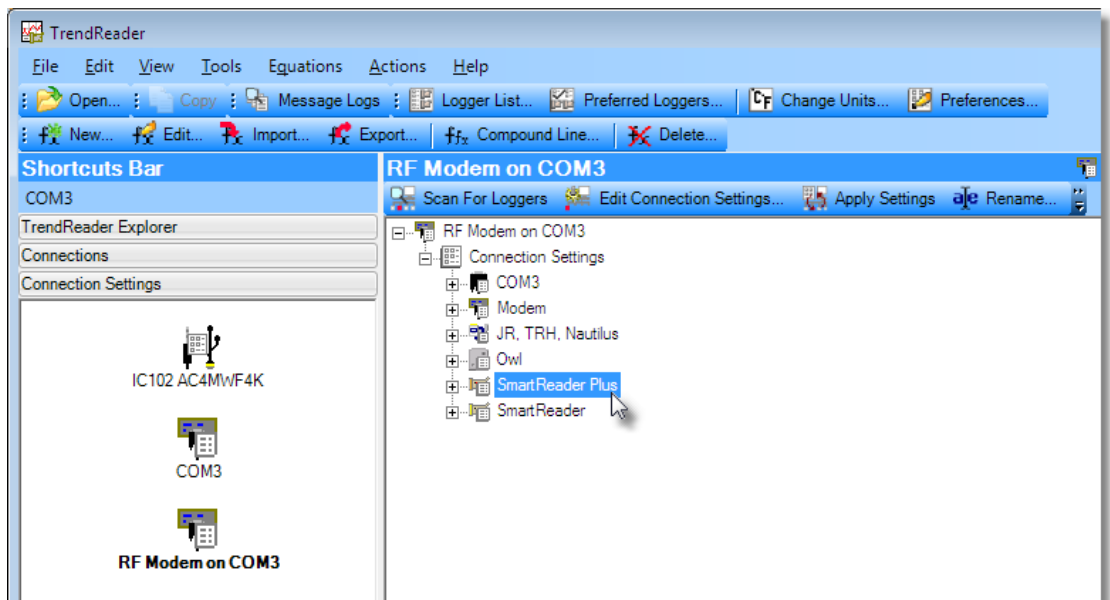 TrendReader
File Edit View Tools Equations Actions Help
Open... Copy Message Logs Logger List... Preferred Loggers... °CF Change Units... Preferences...
New... Edit... Import... Export... Compound Line... Delete...
Shortcuts Bar
COM3
TrendReader Explorer
Connections
Connection Settings
IC102 AC4MWF4K
COM3
RF Modem on COM3
RF Modem on COM3
Scan For Loggers Edit Connection Settings... Apply Settings Rename...
RF Modem on COM3
Connection Settings
COM3
Modem
JR, TRH, Nautilus
Owl
SmartReader Plus
SmartReader